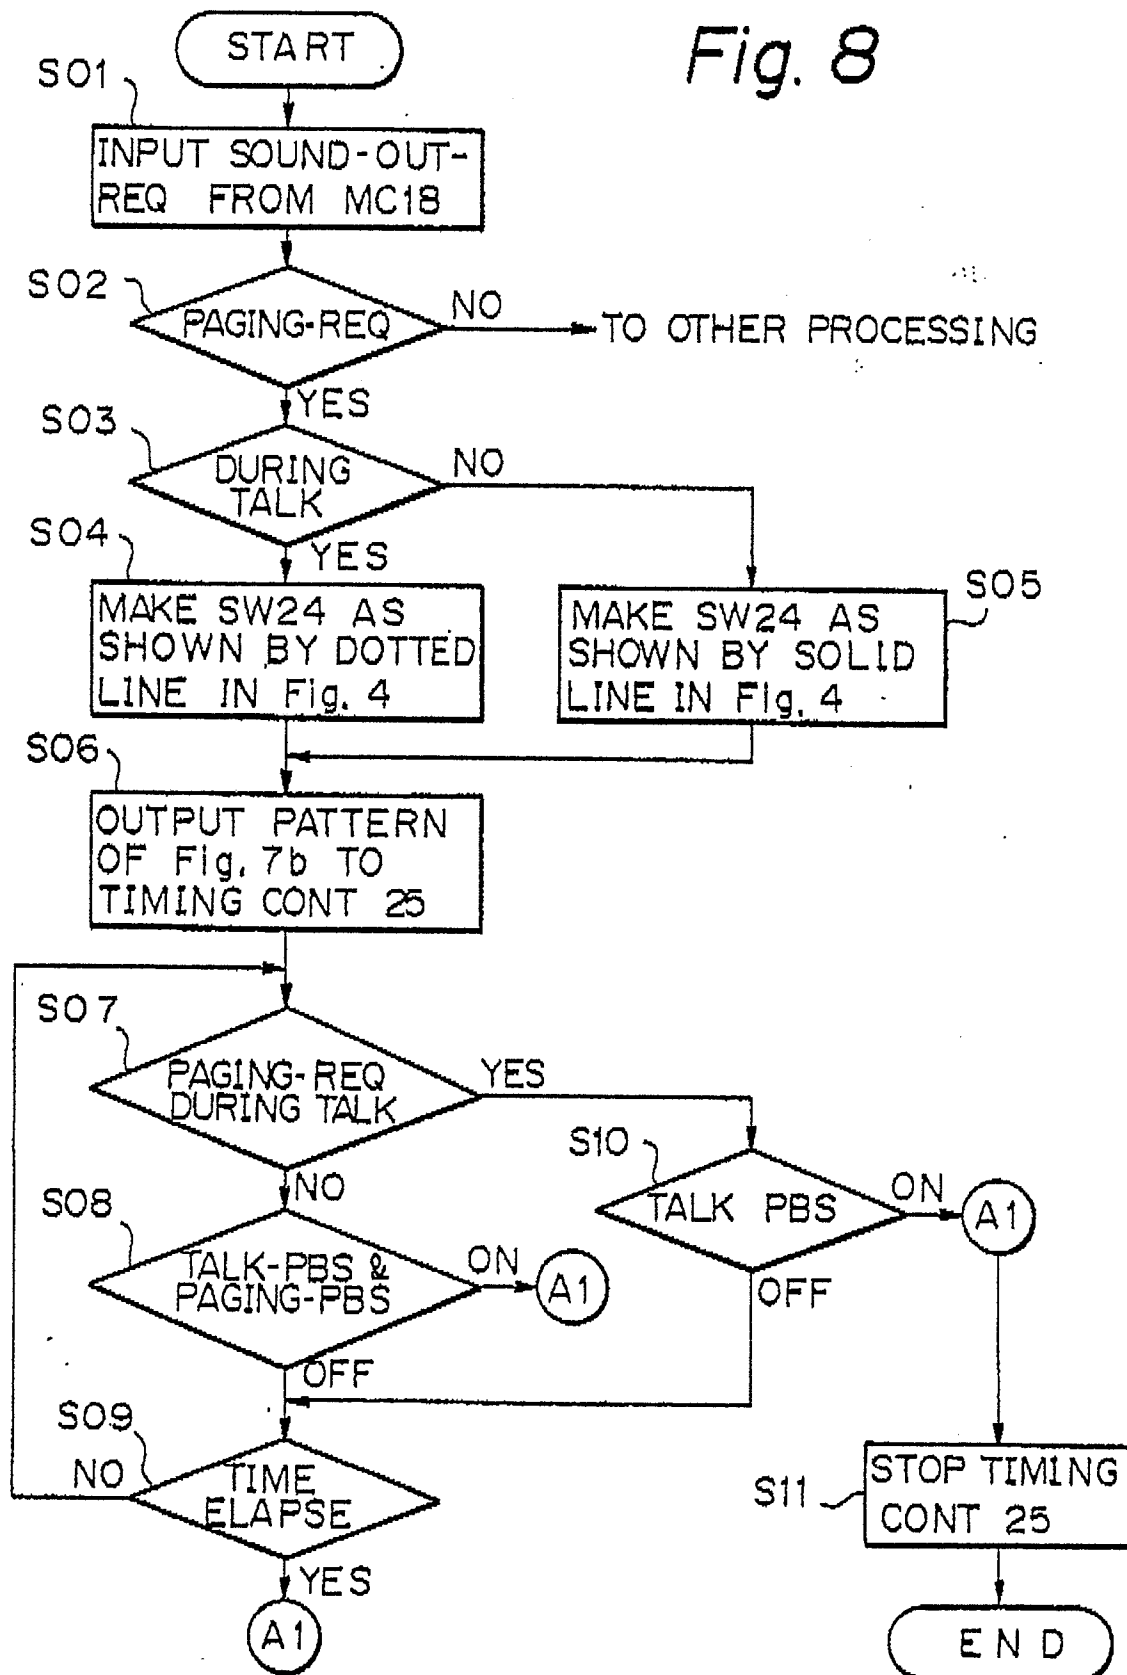 Fig. 8
START
S01
INPUT SOUND-OUT-
REQ FROM MC18
S02
PAGING-REQ
NO
TO OTHER PROCESSING
YES
S03
DURING
TALK
NO
S04
YES
MAKE SW24 AS
SHOWN BY DOTTED
LINE IN Fig. 4
S05
MAKE SW24 AS
SHOWN BY SOLID
LINE IN Fig. 4
S06
OUTPUT PATTERN
OF Fig. 7b TO
TIMING CONT 25
S07
PAGING-REQ
DURING TALK
YES
NO
S10
TALK PBS
ON
A1
OFF
S08
TALK-PBS &
PAGING-PBS
ON
A1
OFF
S09
TIME
ELAPSE
NO
YES
A1
S11
STOP TIMING
CONT 25
END